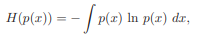 H(p(x)) = − ∫ p(x) ln p(x) dx,